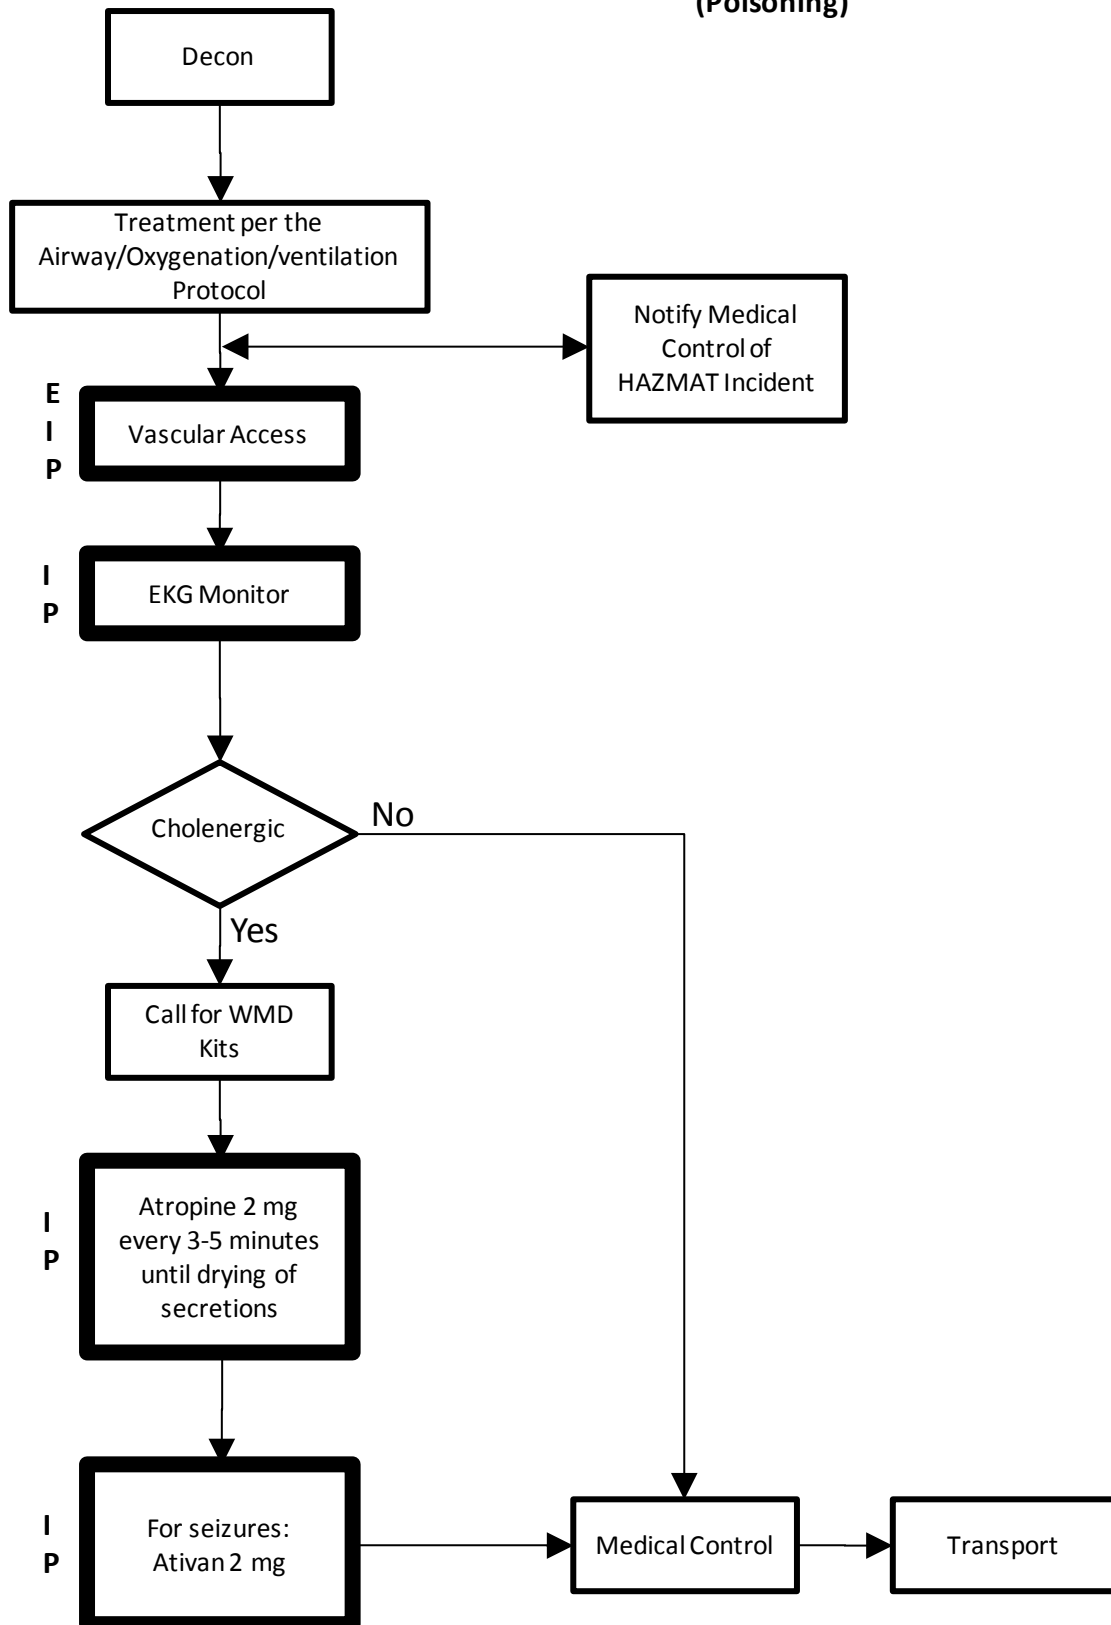 (Poisoning)
Decon
Treatment per the
Airway/Oxygenation/ventilation
Protocol
Notify Medical
Control of
HAZMAT Incident
E
I
P
Vascular Access
I
P
EKG Monitor
Cholenergic
No
Yes
Call for WMD
Kits
I
P
Atropine 2 mg
every 3-5 minutes
until drying of
secretions
I
P
For seizures:
Ativan 2 mg
Medical Control
Transport